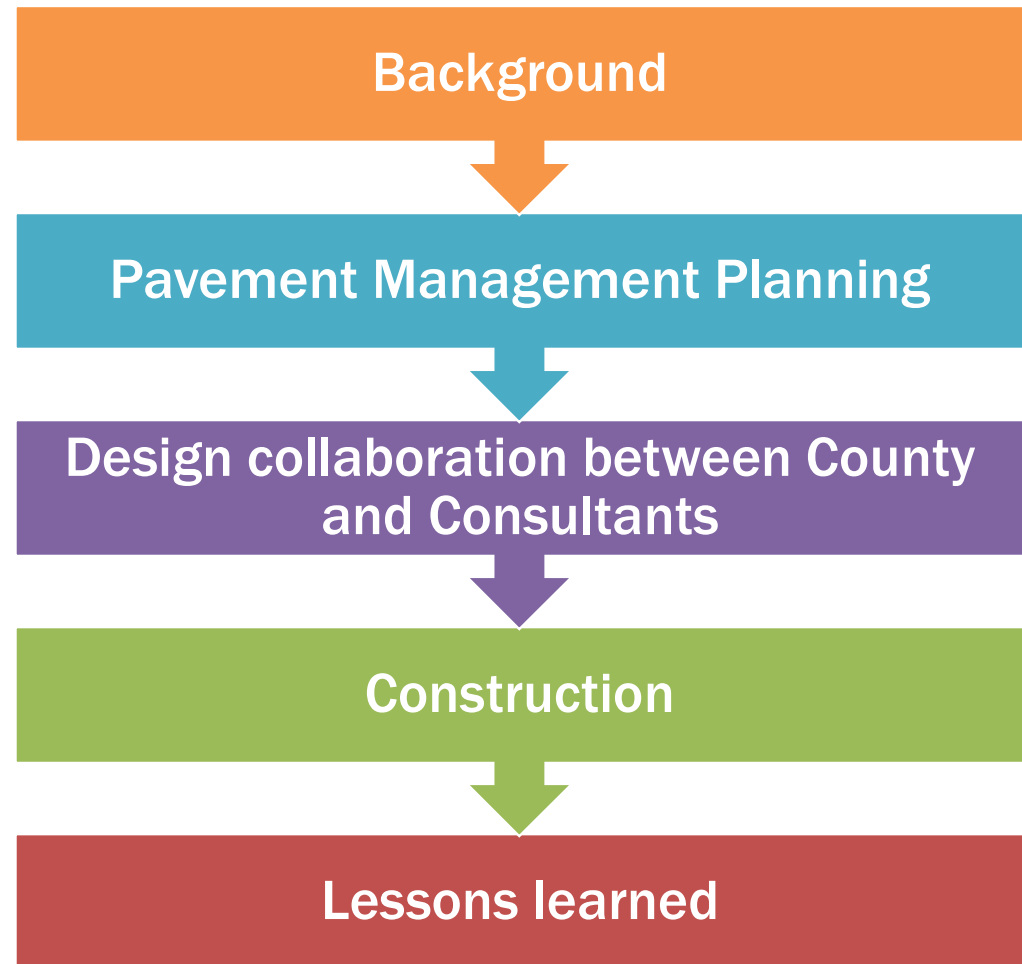 Background
Pavement Management Planning
Design collaboration between County
and Consultants
Construction
Lessons learned